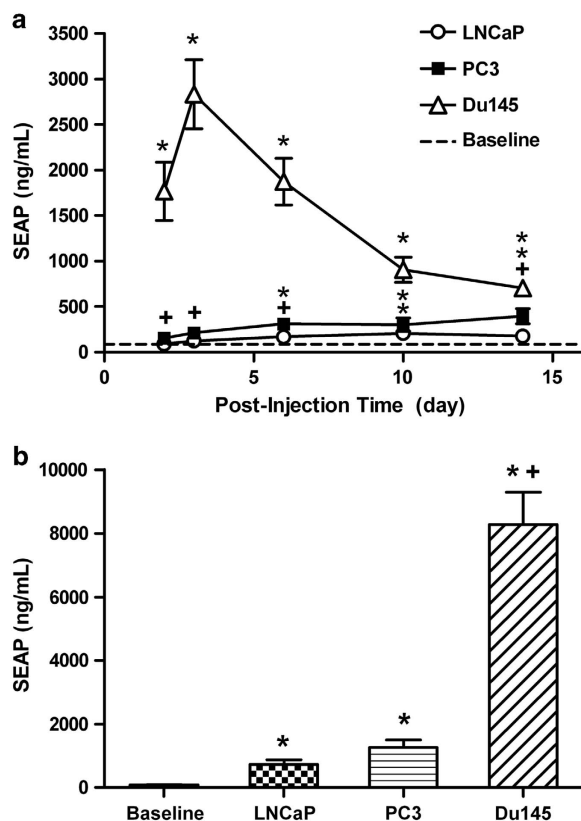 a
3500
3000
2500
2000
1500
1000
500
0
SEAP (ng/mL)
LNCaP
PC3
Du145
Baseline
*
*
*
*
*
*
+
+
+
*
+
*
*
0
5
10
15
Post-Injection Time (day)
b
10000
8000
6000
4000
2000
0
SEAP (ng/mL)
*
*
* +
Baseline
LNCaP
PC3
Du145